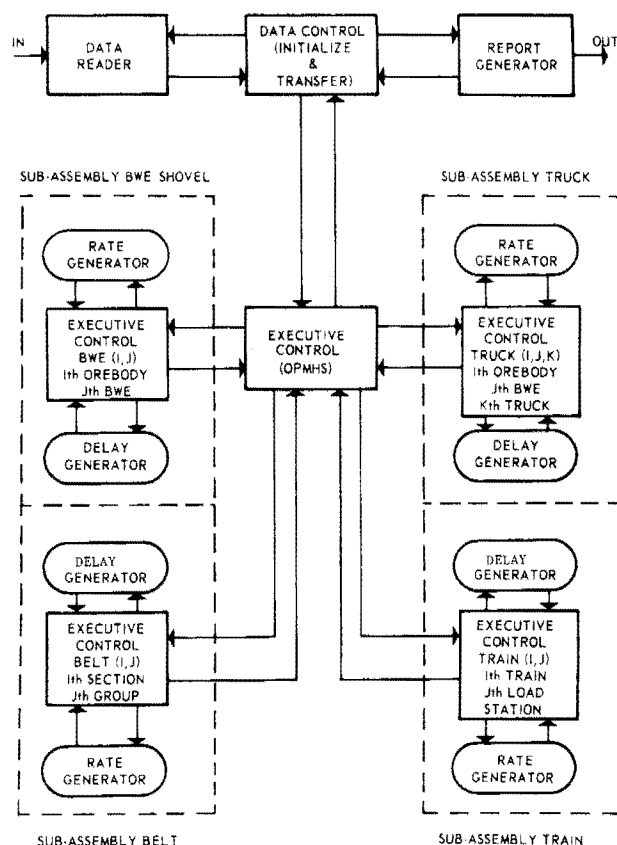 IN
DATA
READER
DATA CONTROL
(INITIALIZE
&
TRANSFER)
REPORT
GENERATOR
OUT
SUB-ASSEMBLY BWE SHOVEL
SUB-ASSEMBLY TRUCK
RATE
GENERATOR
EXECUTIVE
CONTROL
BWE (I,J)
Ith OREBODY
Jth BWE
DELAY
GENERATOR
EXECUTIVE
CONTROL
(OPMHS)
RATE
GENERATOR
EXECUTIVE
CONTROL
TRUCK (I,J,K)
Ith OREBODY
Jth BWE
Kth TRUCK
DELAY
GENERATOR
DELAY
GENERATOR
EXECUTIVE
CONTROL
BELT (I,J)
Ith SECTION
Jth GROUP
RATE
GENERATOR
DELAY
GENERATOR
EXECUTIVE
CONTROL
TRAIN (I,J)
Ith TRAIN
Jth LOAD
STATION
RATE
GENERATOR
SUB-ASSEMBLY BELT
SUB-ASSEMBLY TRAIN